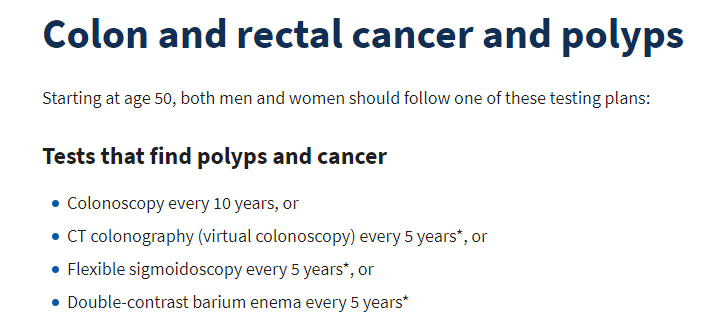 Colon and rectal cancer and polyps
Starting at age 50, both men and women should follow one of these testing plans:
Tests that find polyps and cancer
• Colonoscopy every 10 years, or
• CT colonography (virtual colonoscopy) every 5 years*, or
• Flexible sigmoidoscopy every 5 years*, or
• Double-contrast barium enema every 5 years*